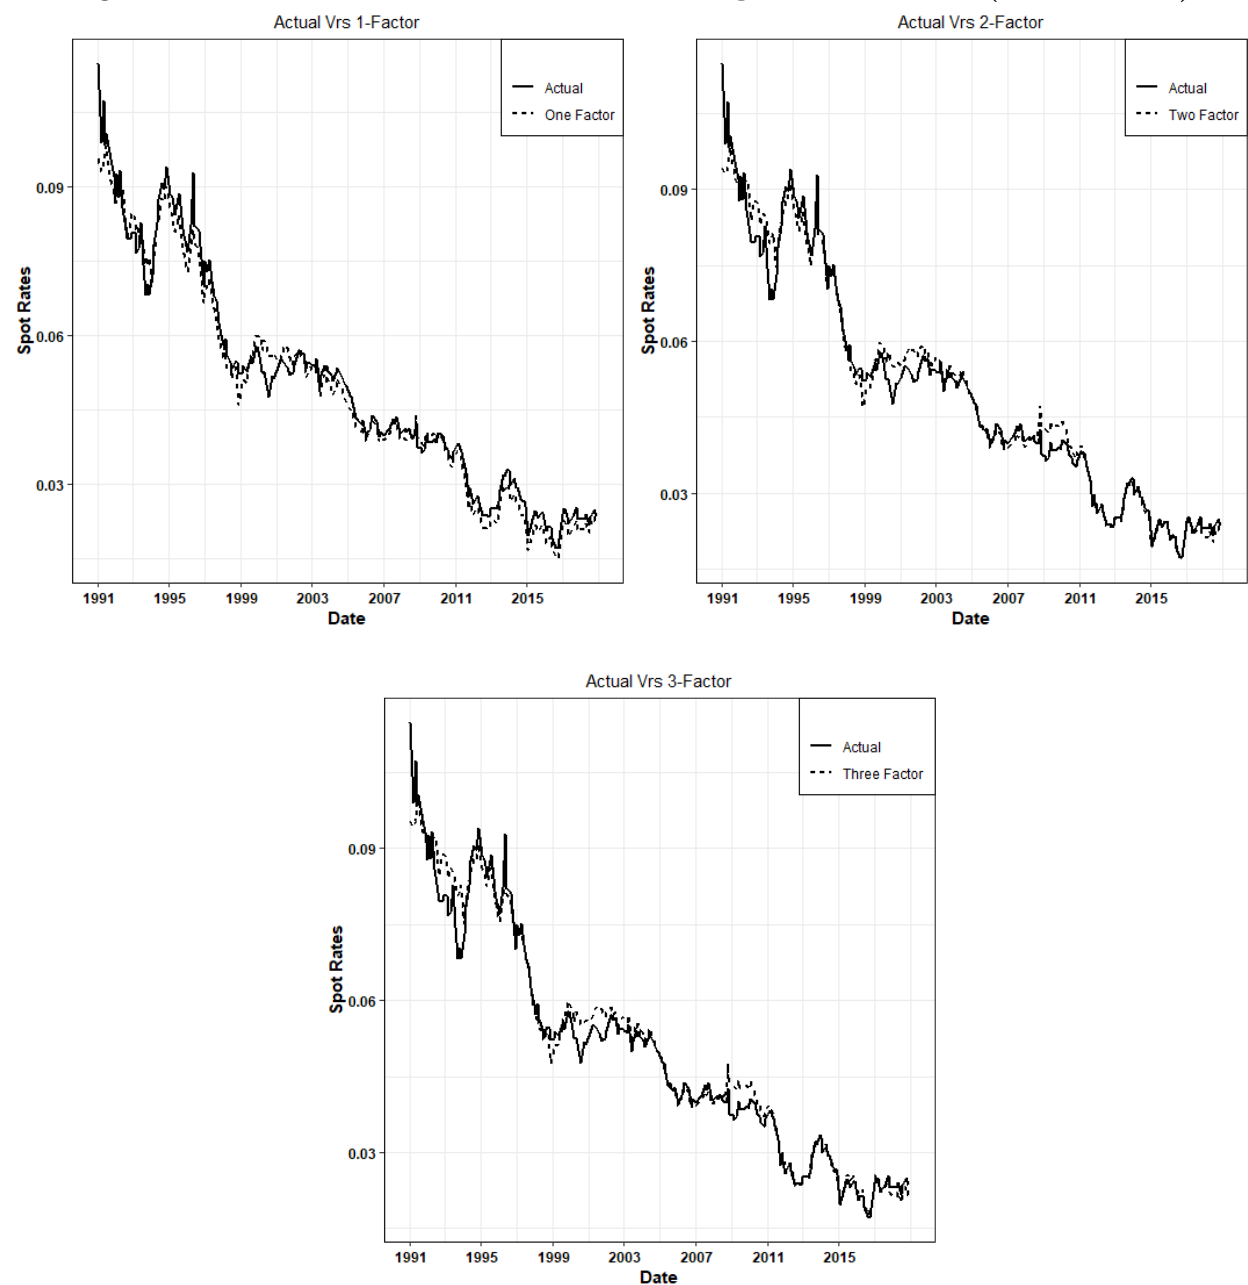 Actual Vrs 1-Factor
Actual
One Factor
0.09
0.06
0.03
Spot Rates
1991 1995 1999 2003 2007 2011 2015
Date
Actual Vrs 2-Factor
Actual
Two Factor
0.09
0.06
0.03
Spot Rates
1991 1995 1999 2003 2007 2011 2015
Date
Actual Vrs 3-Factor
Actual
Three Factor
0.09
0.06
0.03
Spot Rates
1991 1995 1999 2003 2007 2011 2015
Date